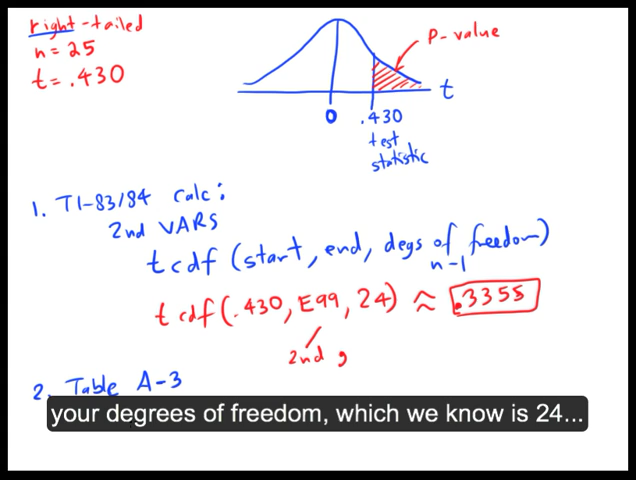 right-tailed
n = 25
t = .430
P-value
t
0
.430
test
statistic
1. TI-83/84 calc:
2nd VARS
tcdf (start, end, degs of freedom)
n-1
tcdf(.430, E99, 24) ≈ .3355
2nd ,
2. Table A-3
your degrees of freedom, which we know is 24...